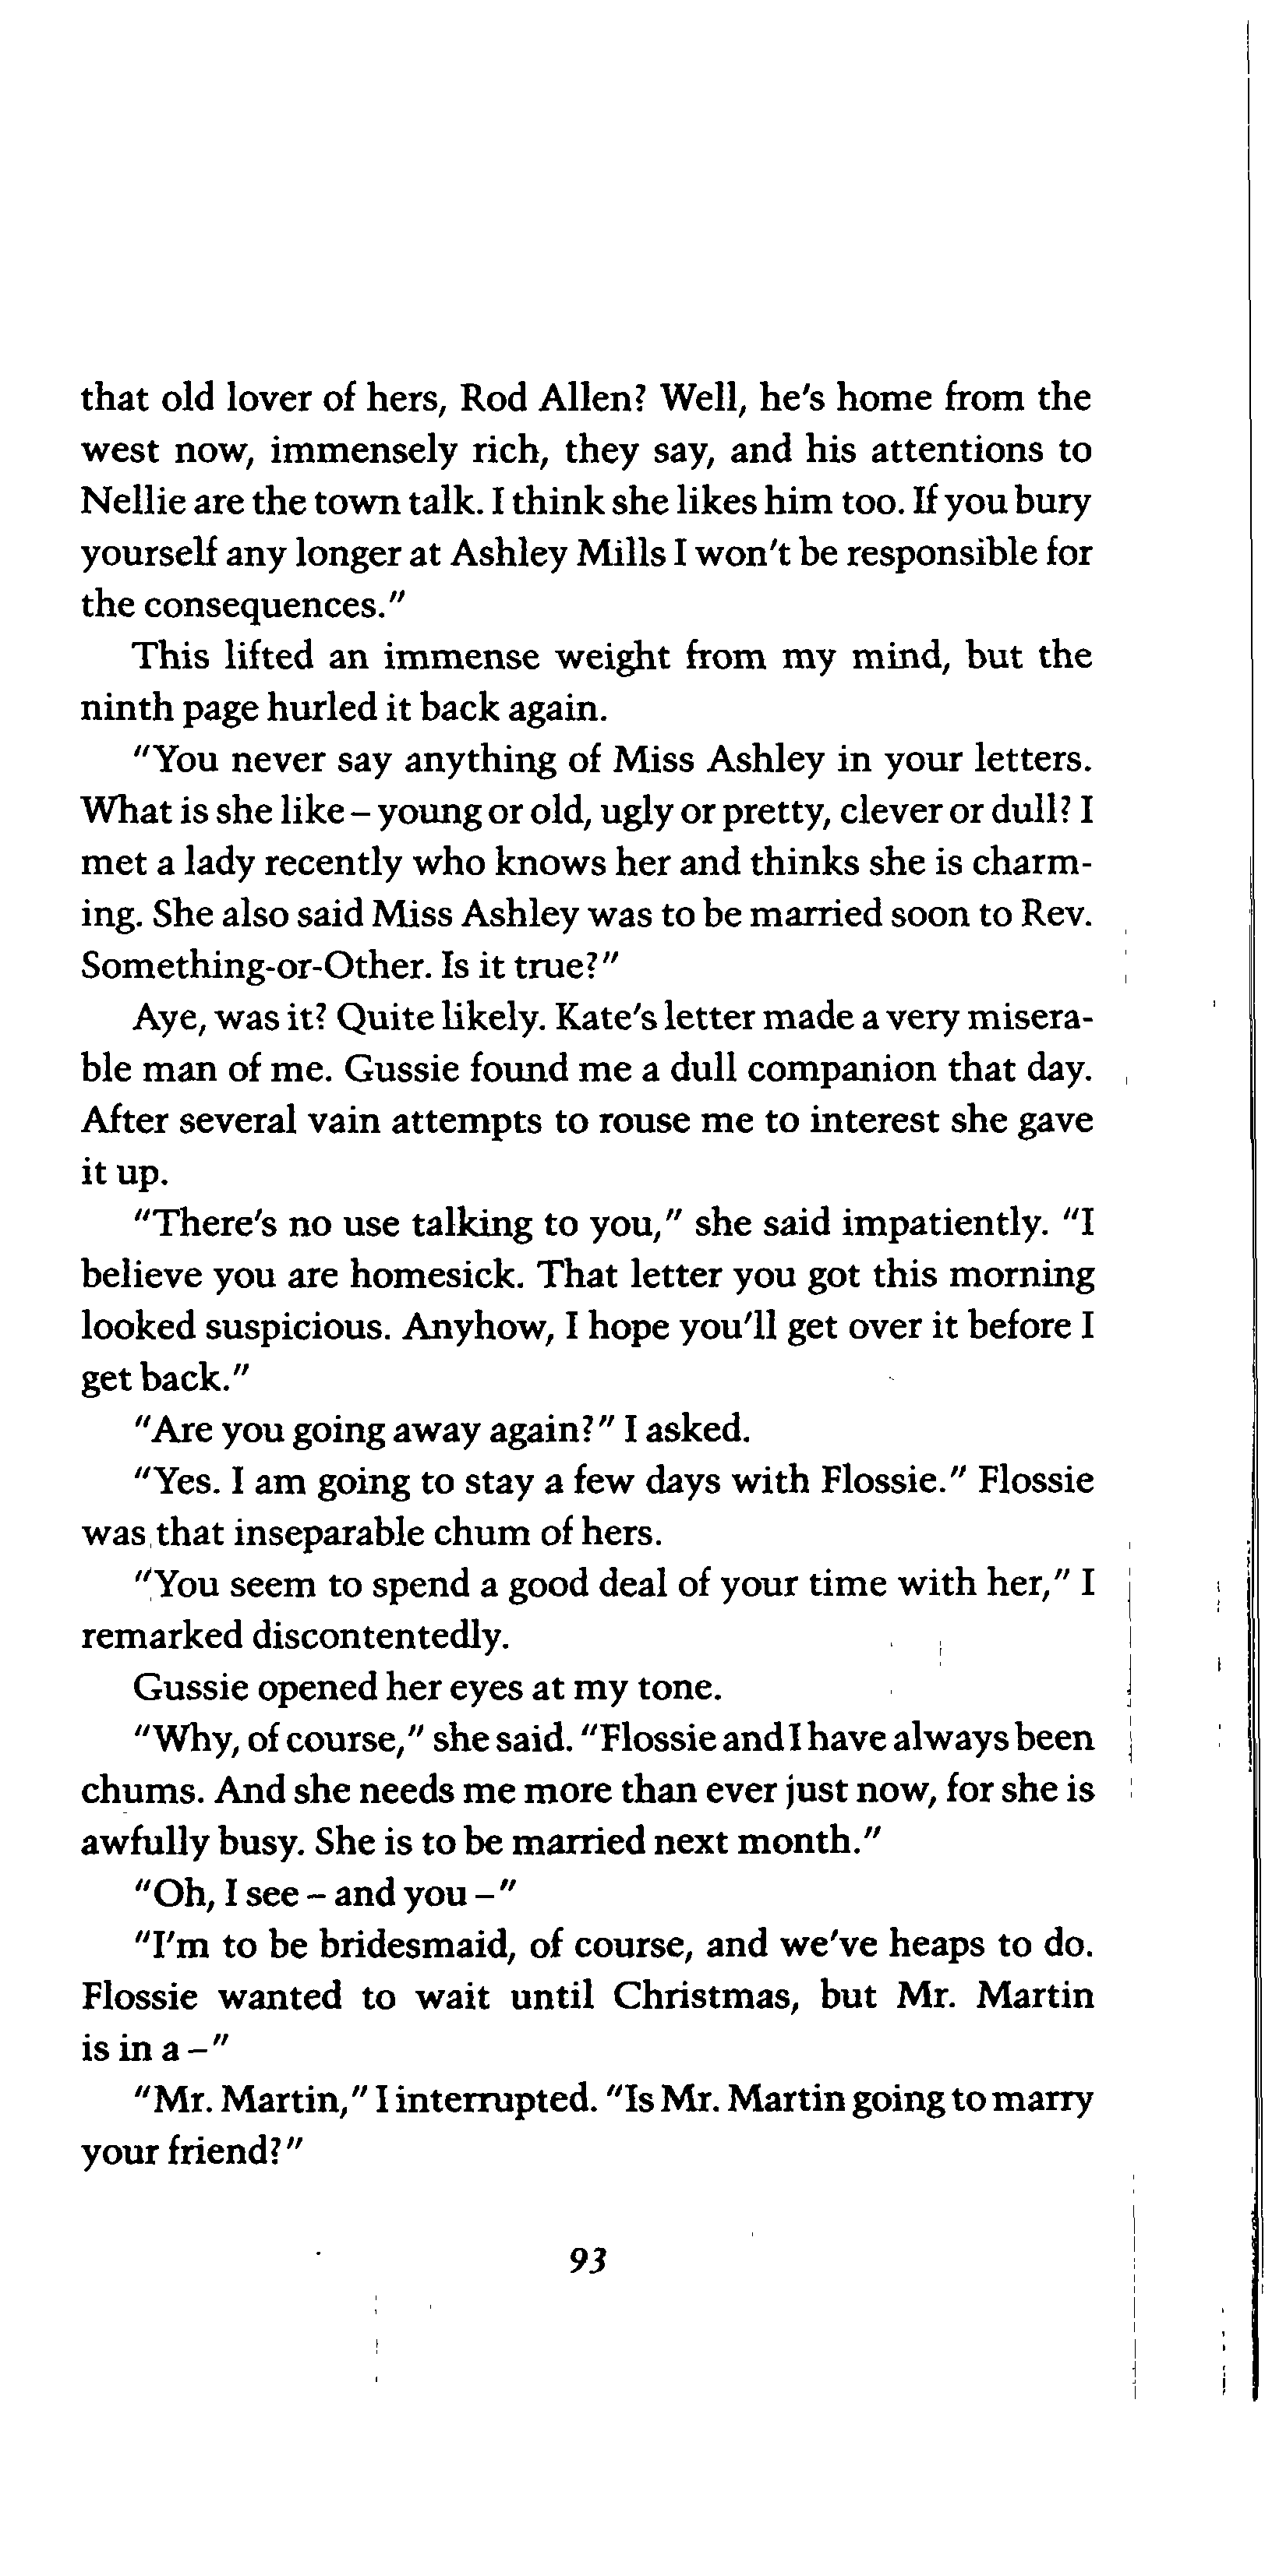 that old lover of hers, Rod Allen? Well, he's home from the
west now, immensely rich, they say, and his attentions to
Nellie are the town talk. I think she likes him too. If you bury
yourself any longer at Ashley Mills I won't be responsible for
the consequences."
This lifted an immense weight from my mind, but the
ninth page hurled it back again.
"You never say anything of Miss Ashley in your letters.
What is she like – young or old, ugly or pretty, clever or dull? I
met a lady recently who knows her and thinks she is charm-
ing. She also said Miss Ashley was to be married soon to Rev.
Something-or-Other. Is it true?"
Aye, was it? Quite likely. Kate's letter made a very misera-
ble man of me. Gussie found me a dull companion that day.
After several vain attempts to rouse me to interest she gave
it up.
"There's no use talking to you," she said impatiently. "I
believe you are homesick. That letter you got this morning
looked suspicious. Anyhow, I hope you'll get over it before I
get back."
"Are you going away again?" I asked.
"Yes. I am going to stay a few days with Flossie." Flossie
was that inseparable chum of hers.
"You seem to spend a good deal of your time with her," I
remarked discontentedly.
Gussie opened her eyes at my tone.
"Why, of course," she said. "Flossie and I have always been
chums. And she needs me more than ever just now, for she is
awfully busy. She is to be married next month."
"Oh, I see – and you –"
"I'm to be bridesmaid, of course, and we've heaps to do.
Flossie wanted to wait until Christmas, but Mr. Martin
is in a –"
"Mr. Martin," I interrupted. "Is Mr. Martin going to marry
your friend?"
93